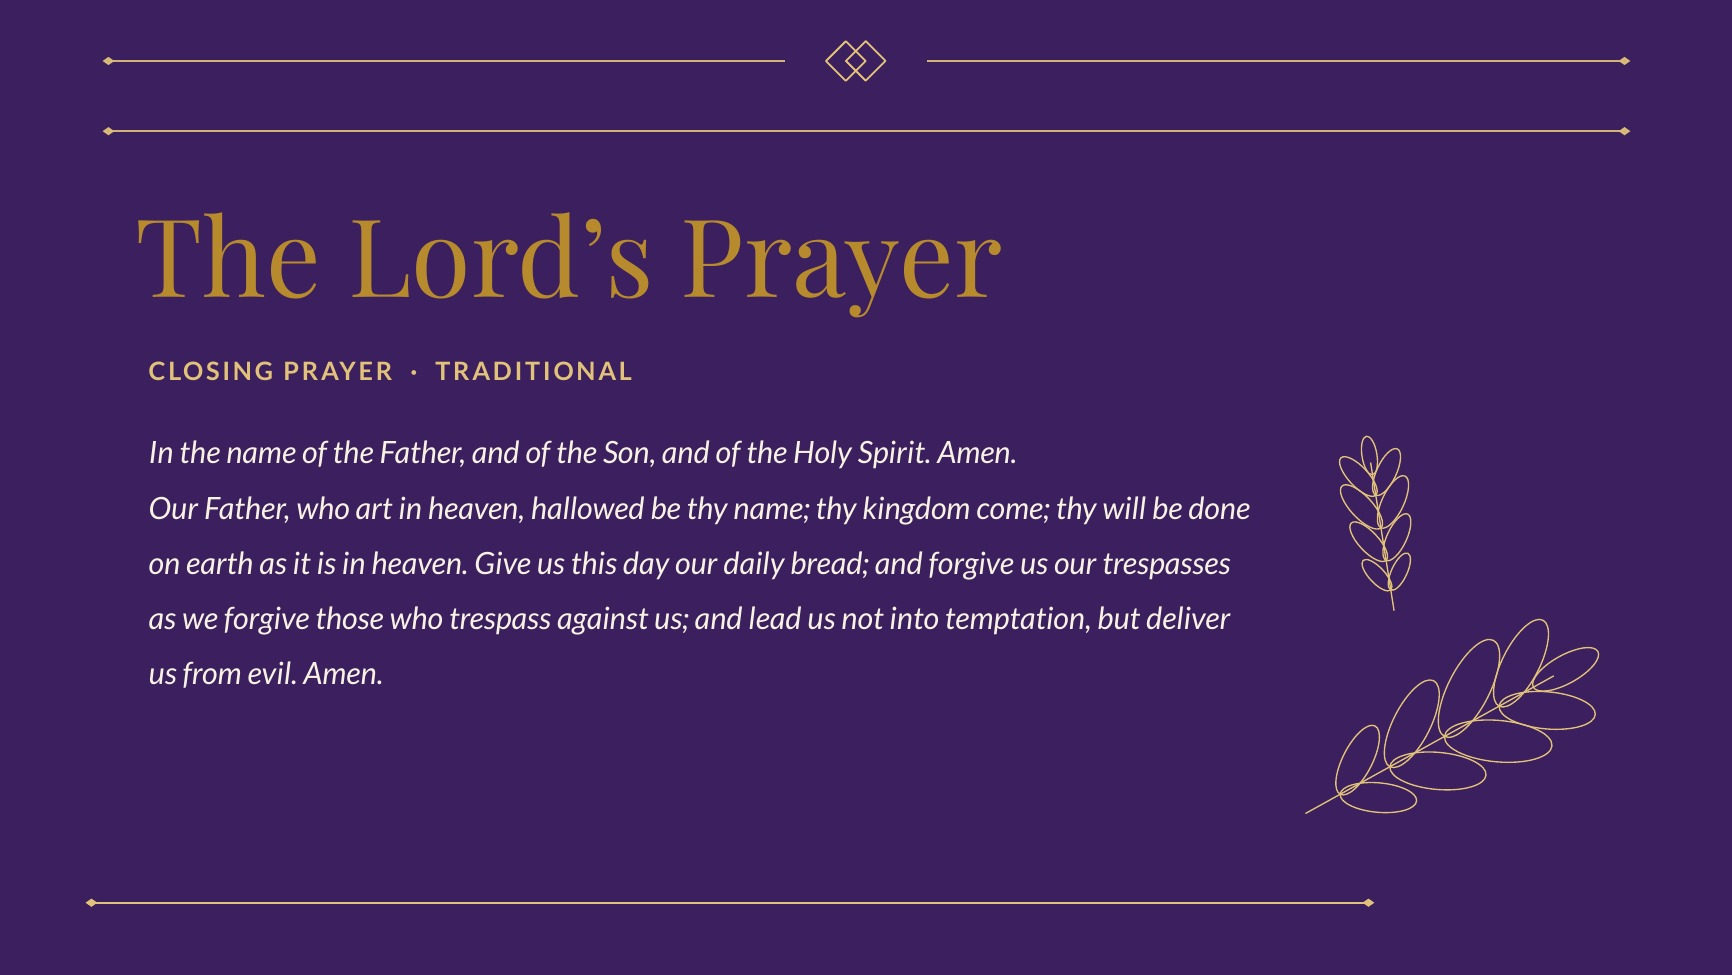 The Lord’s Prayer
CLOSING PRAYER · TRADITIONAL
In the name of the Father, and of the Son, and of the Holy Spirit. Amen.
Our Father, who art in heaven, hallowed be thy name; thy kingdom come; thy will be done
on earth as it is in heaven. Give us this day our daily bread; and forgive us our trespasses
as we forgive those who trespass against us; and lead us not into temptation, but deliver
us from evil. Amen.